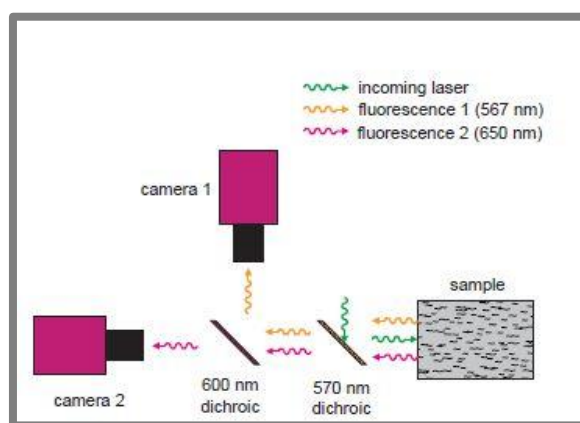 incoming laser
fluorescence 1 (567 nm)
fluorescence 2 (650 nm)
camera 1
sample
camera 2
600 nm
dichroic
570 nm
dichroic